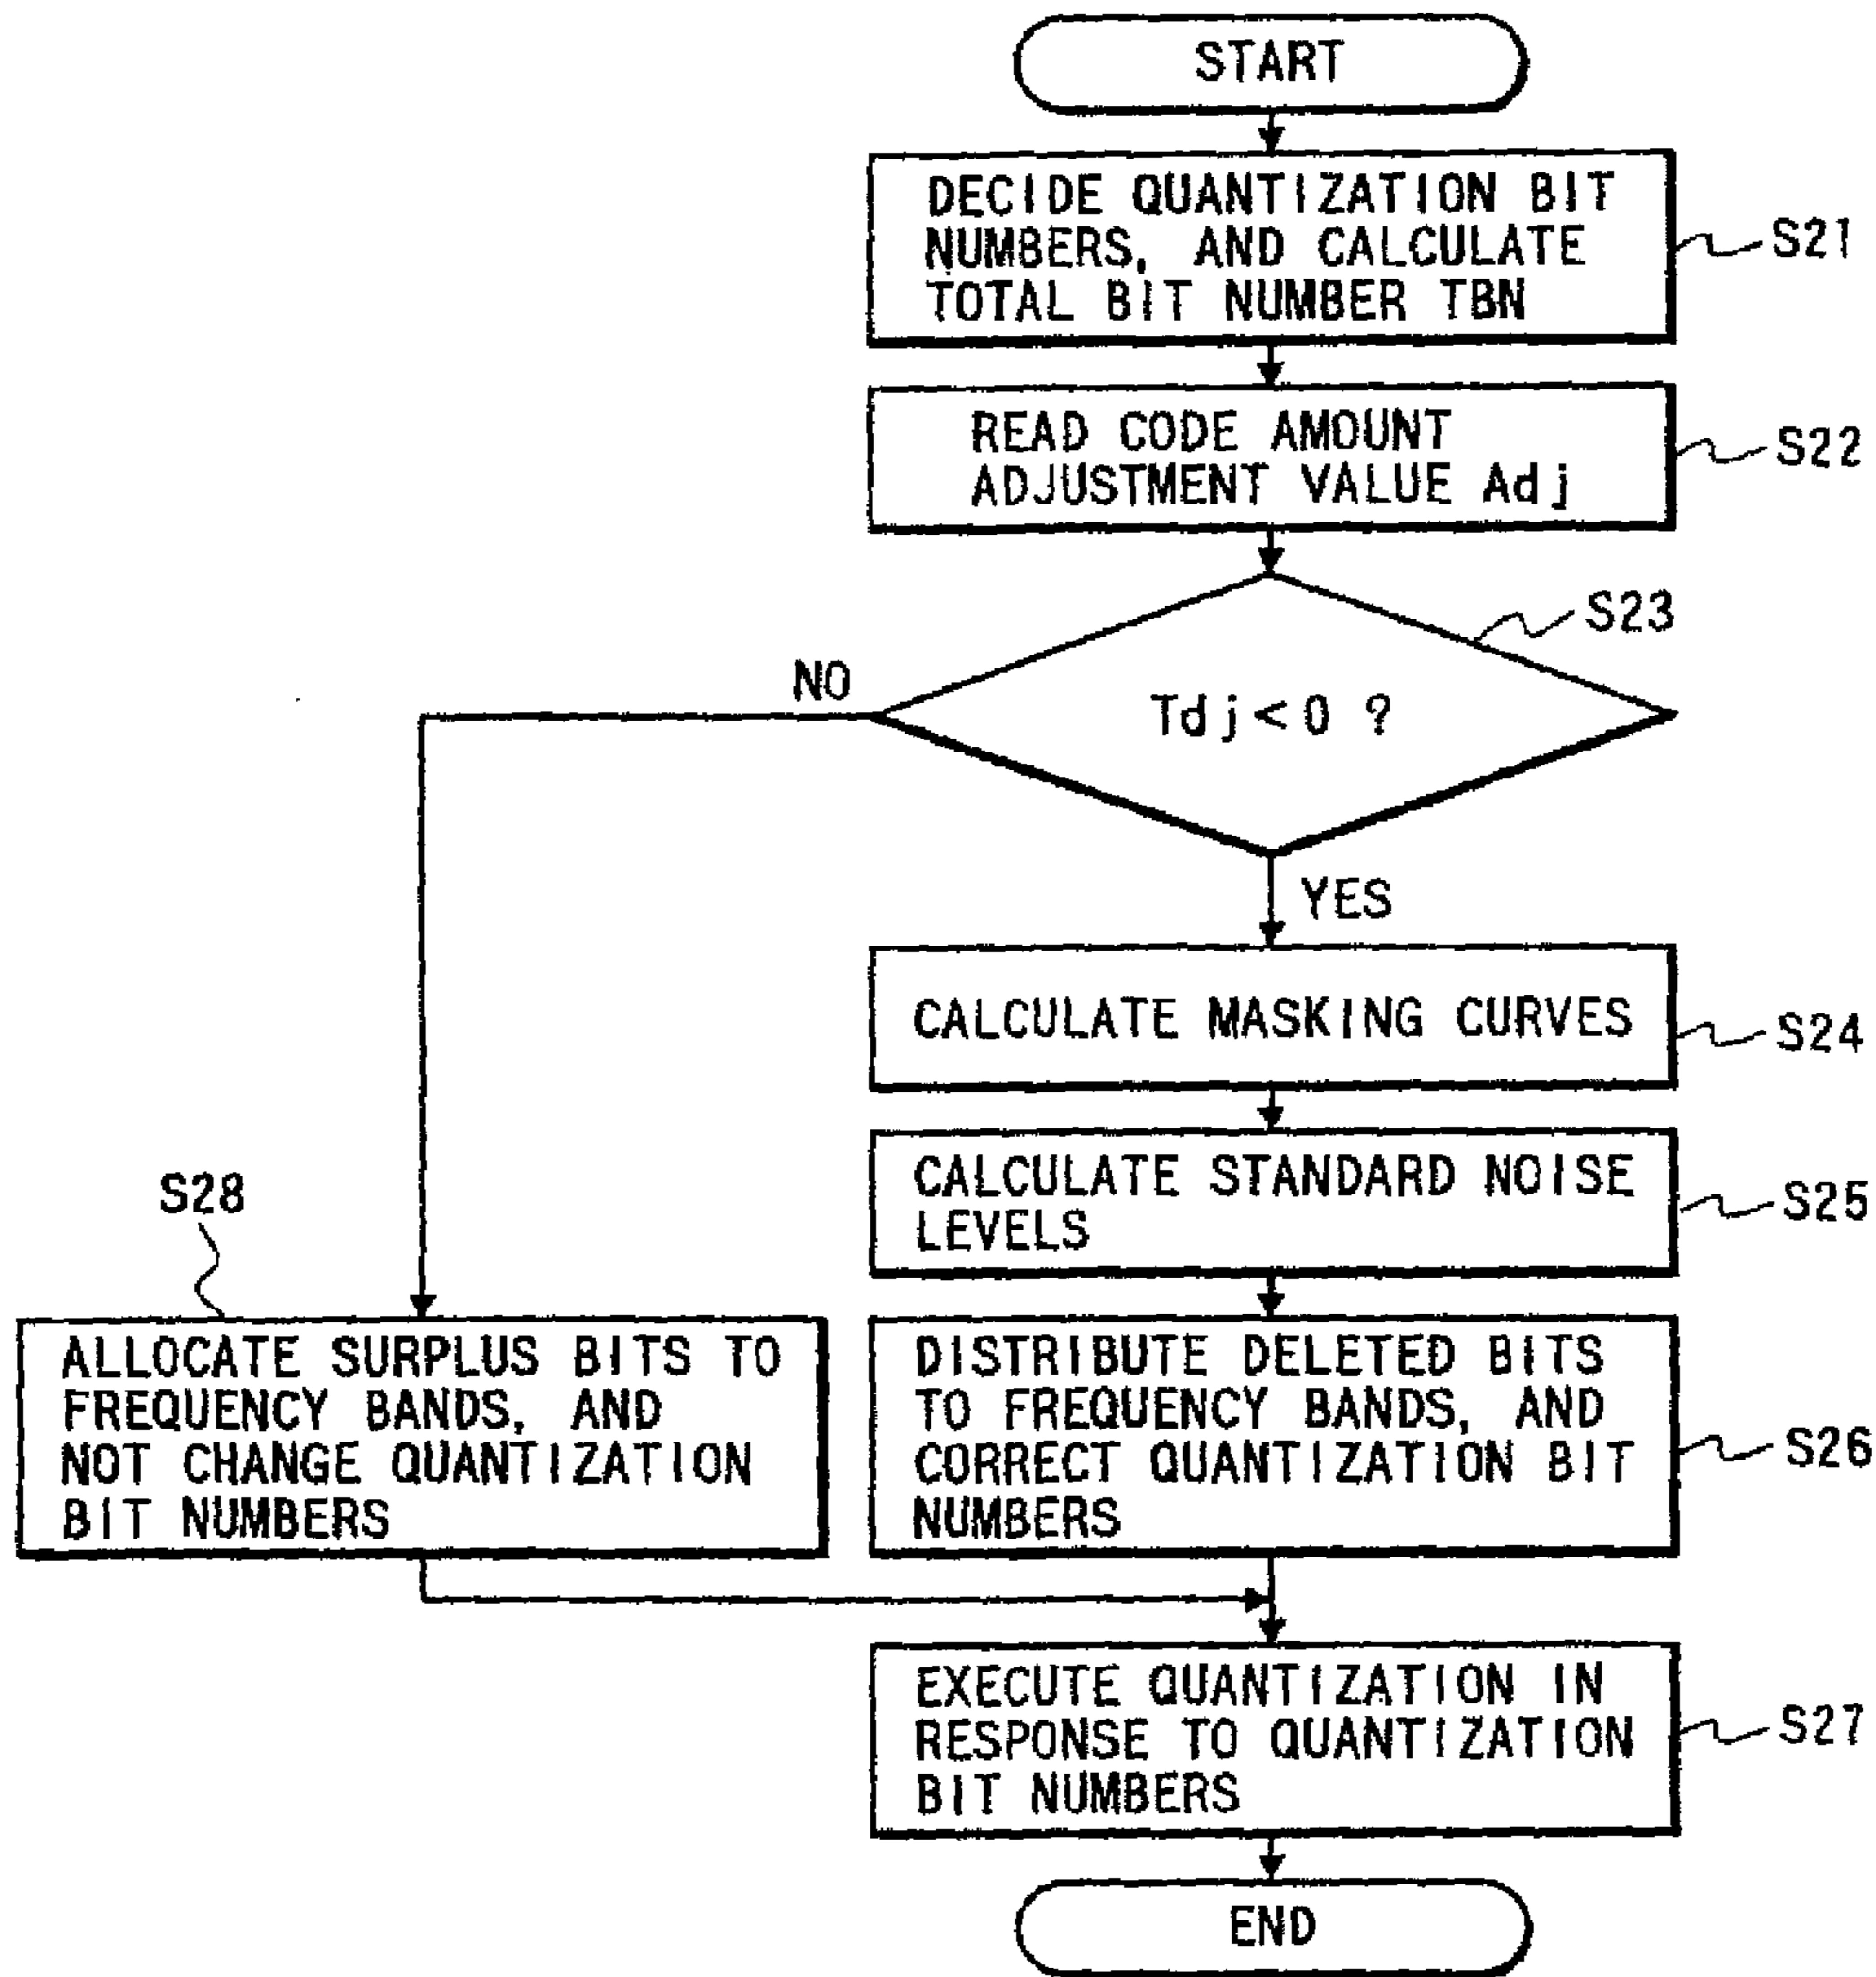 START
DECIDE QUANTIZATION BIT
NUMBERS, AND CALCULATE
TOTAL BIT NUMBER TBN
S21
READ CODE AMOUNT
ADJUSTMENT VALUE Adj
S22
S23
NO
Tdj<0 ?
YES
CALCULATE MASKING CURVES
S24
CALCULATE STANDARD NOISE
LEVELS
S25
S28
ALLOCATE SURPLUS BITS TO
FREQUENCY BANDS, AND
NOT CHANGE QUANTIZATION
BIT NUMBERS
DISTRIBUTE DELETED BITS
TO FREQUENCY BANDS, AND
CORRECT QUANTIZATION BIT
NUMBERS
S26
EXECUTE QUANTIZATION IN
RESPONSE TO QUANTIZATION
BIT NUMBERS
S27
END